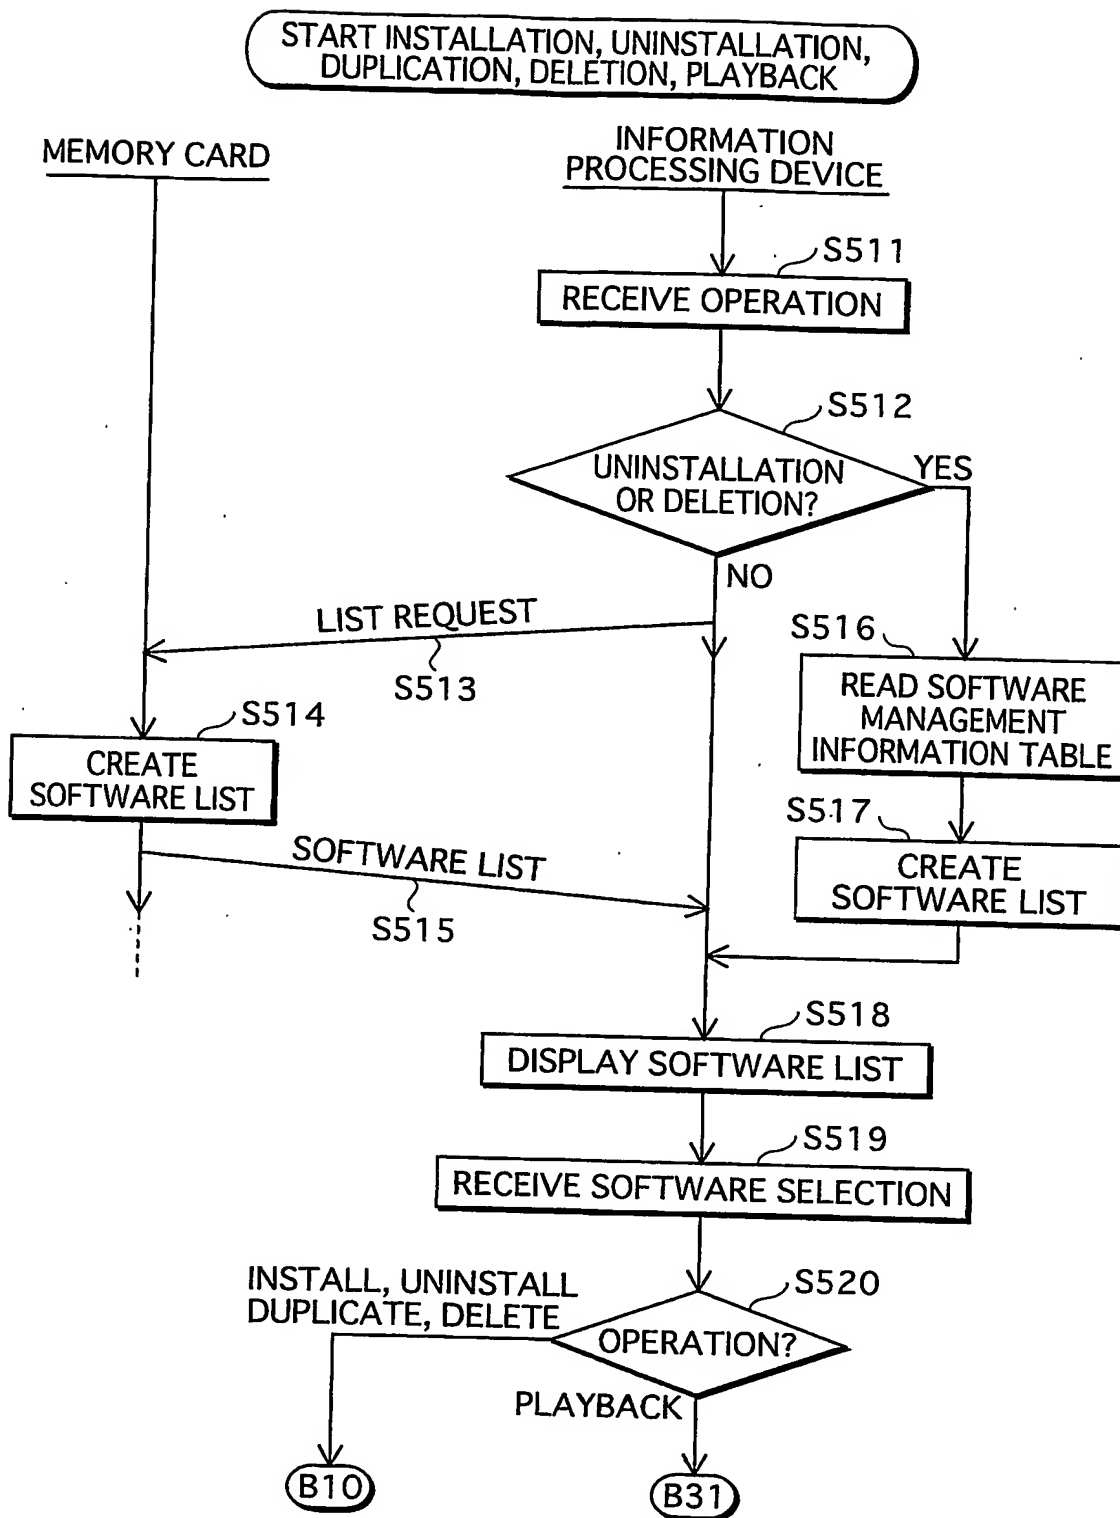 START INSTALLATION, UNINSTALLATION,
DUPLICATION, DELETION, PLAYBACK
MEMORY CARD
INFORMATION
PROCESSING DEVICE
S511
RECEIVE OPERATION
S512
UNINSTALLATION
OR DELETION?
YES
NO
LIST REQUEST
S513
S516
READ SOFTWARE
MANAGEMENT
INFORMATION TABLE
S514
CREATE
SOFTWARE LIST
S517
CREATE
SOFTWARE LIST
SOFTWARE LIST
S515
S518
DISPLAY SOFTWARE LIST
S519
RECEIVE SOFTWARE SELECTION
S520
INSTALL, UNINSTALL
DUPLICATE, DELETE
OPERATION?
PLAYBACK
B10
B31